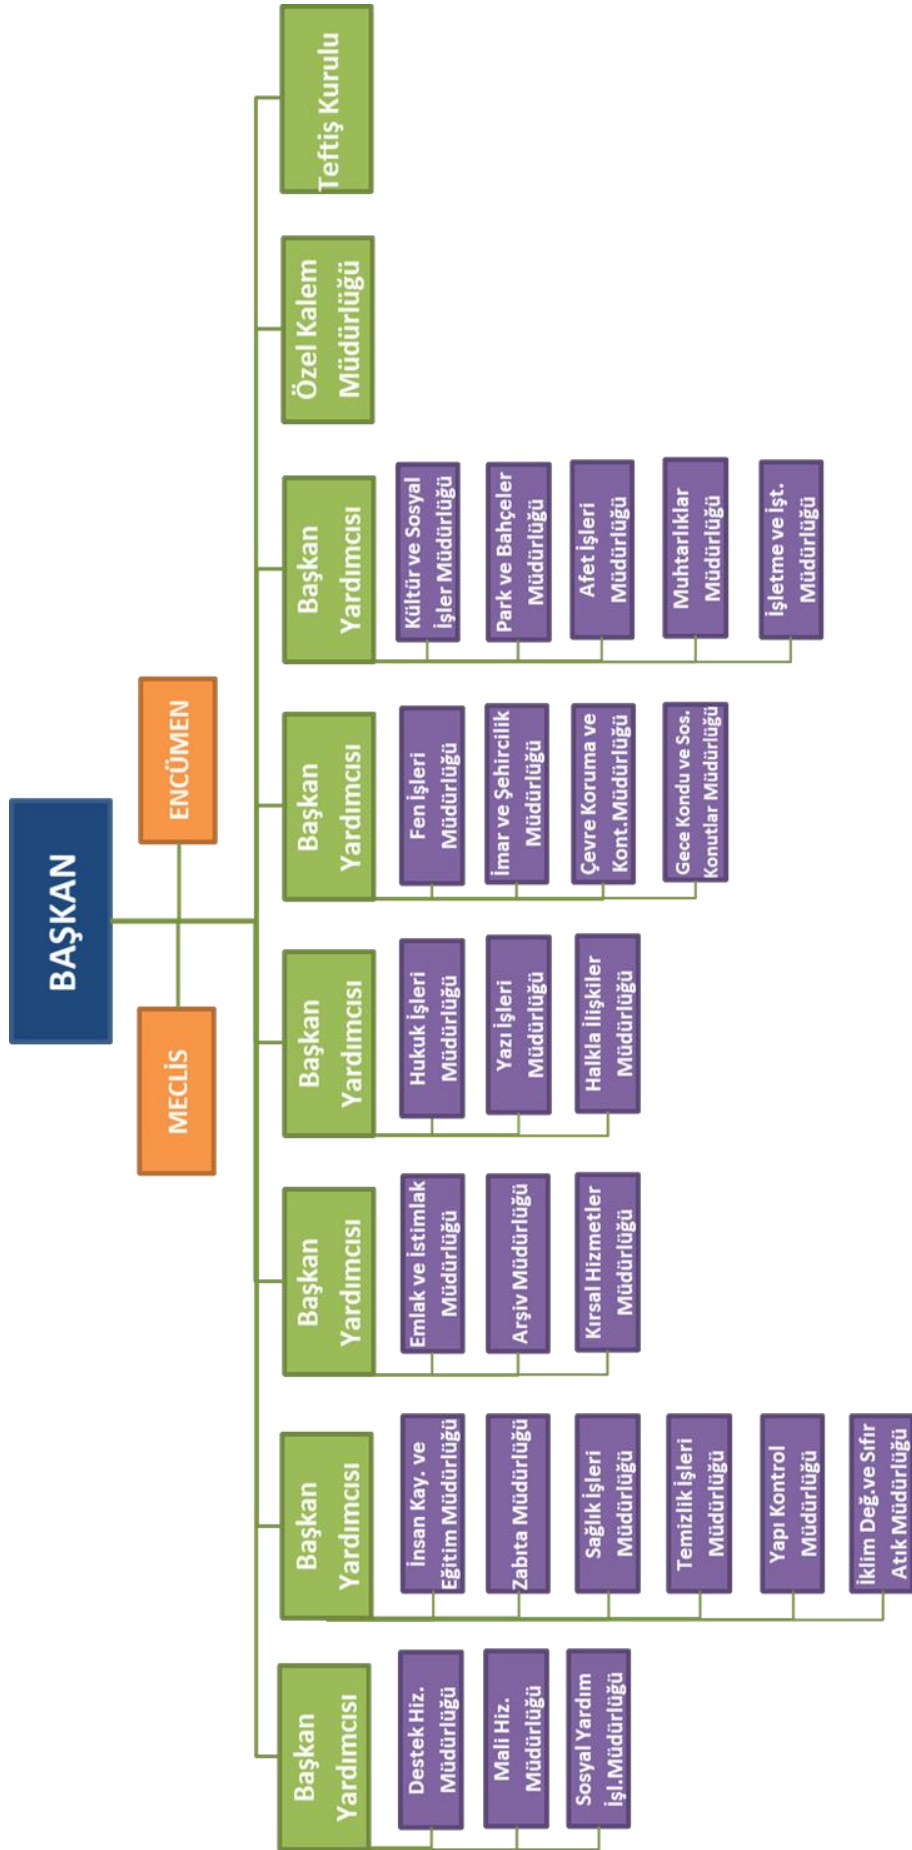 BAŞKAN
MECLİS
ENCÜMEN
Başkan
Yardımcısı
Destek Hiz.
Müdürlüğü
Mali Hiz.
Müdürlüğü
Sosyal Yardım
İşl.Müdürlüğü
Başkan
Yardımcısı
İnsan Kay. ve
Eğitim Müdürlüğü
Zabıta Müdürlüğü
Sağlık İşleri
Müdürlüğü
Temizlik İşleri
Müdürlüğü
Yapı Kontrol
Müdürlüğü
İklim Değ.ve Sıfır
Atık Müdürlüğü
Başkan
Yardımcısı
Emlak ve İstimlak
Müdürlüğü
Arşiv Müdürlüğü
Kırsal Hizmetler
Müdürlüğü
Başkan
Yardımcısı
Hukuk İşleri
Müdürlüğü
Yazı İşleri
Müdürlüğü
Halkla İlişkiler
Müdürlüğü
Başkan
Yardımcısı
Fen İşleri
Müdürlüğü
İmar ve Şehircilik
Müdürlüğü
Çevre Koruma ve
Kont.Müdürlüğü
Gece Kondu ve Sos.
Konutlar Müdürlüğü
Başkan
Yardımcısı
Kültür ve Sosyal
İşler Müdürlüğü
Park ve Bahçeler
Müdürlüğü
Afet İşleri
Müdürlüğü
Muhtarlıklar
Müdürlüğü
İşletme ve İşt.
Müdürlüğü
Özel Kalem
Müdürlüğü
Teftiş Kurulu